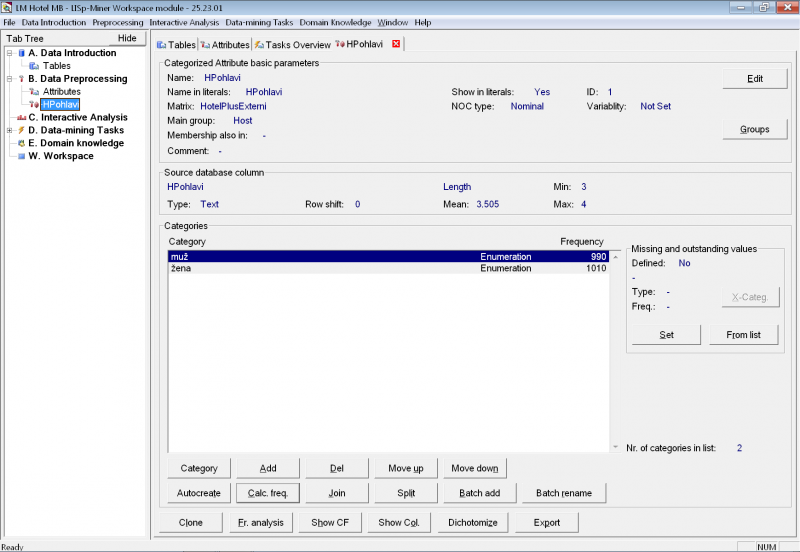 LM Hotel MB - LISp-Miner Workspace module - 25.23.01
File Data Introduction Preprocessing Interactive Analysis Data-mining Tasks Domain Knowledge Window Help
Tab Tree Hide
A. Data Introduction
Tables
B. Data Preprocessing
Attributes
HPohlavi
C. Interactive Analysis
D. Data-mining Tasks
E. Domain knowledge
W. Workspace
Tables Attributes Tasks Overview HPohlavi
Categorized Attribute basic parameters
Name: HPohlavi Edit
Name in literals: HPohlavi Show in literals: Yes ID: 1
Matrix: HotelPlusExterni NOC type: Nominal Variablity: Not Set
Main group: Host Groups
Membership also in: -
Comment: -
Source database column
HPohlavi Length Min: 3
Type: Text Row shift: 0 Mean: 3.505 Max: 4
Categories
Category Frequency
muž Enumeration 990
žena Enumeration 1010
Missing and outstanding values
Defined: No
-
Type: - X-Categ.
Freq.: -
Set From list
Nr. of categories in list: 2
Category Add Del Move up Move down
Autocreate Calc. freq. Join Split Batch add Batch rename
Clone Fr. analysis Show CF Show Col. Dichotomize Export
Ready NUM